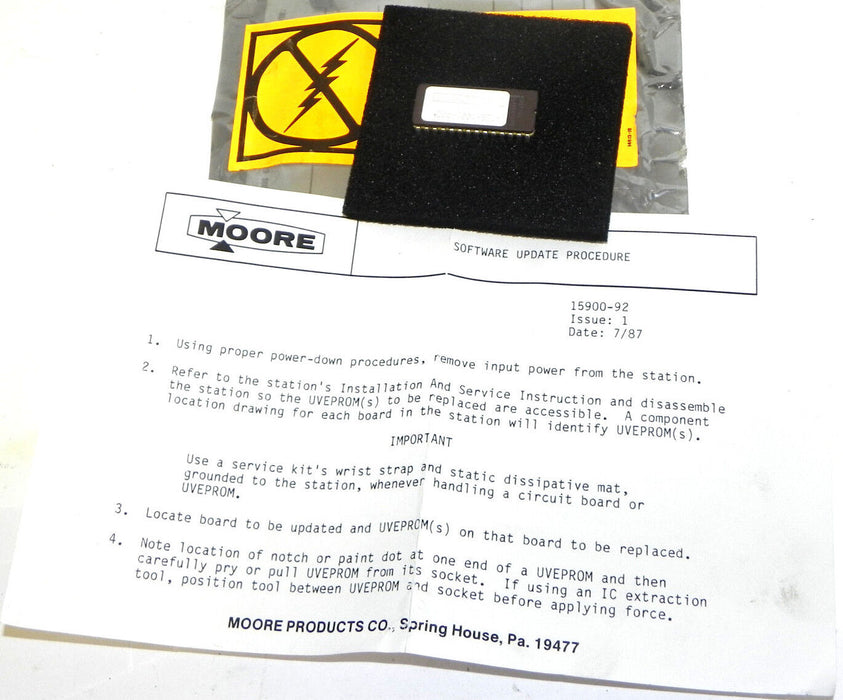 MOORE
SOFTWARE UPDATE PROCEDURE
15900-92
Issue: 1
Date: 7/87
1. Using proper power-down procedures, remove input power from the station.
2. Refer to the station's Installation And Service Instruction and disassemble
the station so the UVEPROM(s) to be replaced are accessible. A component
location drawing for each board in the station will identify UVEPROM(s).
IMPORTANT
Use a service kit's wrist strap and static dissipative mat,
grounded to the station, whenever handling a circuit board or
UVEPROM.
3. Locate board to be updated and UVEPROM(s) on that board to be replaced.
4. Note location of notch or paint dot at one end of a UVEPROM and then
carefully pry or pull UVEPROM from its socket. If using an IC extraction
tool, position tool between UVEPROM and socket before applying force.
MOORE PRODUCTS CO., Spring House, Pa. 19477